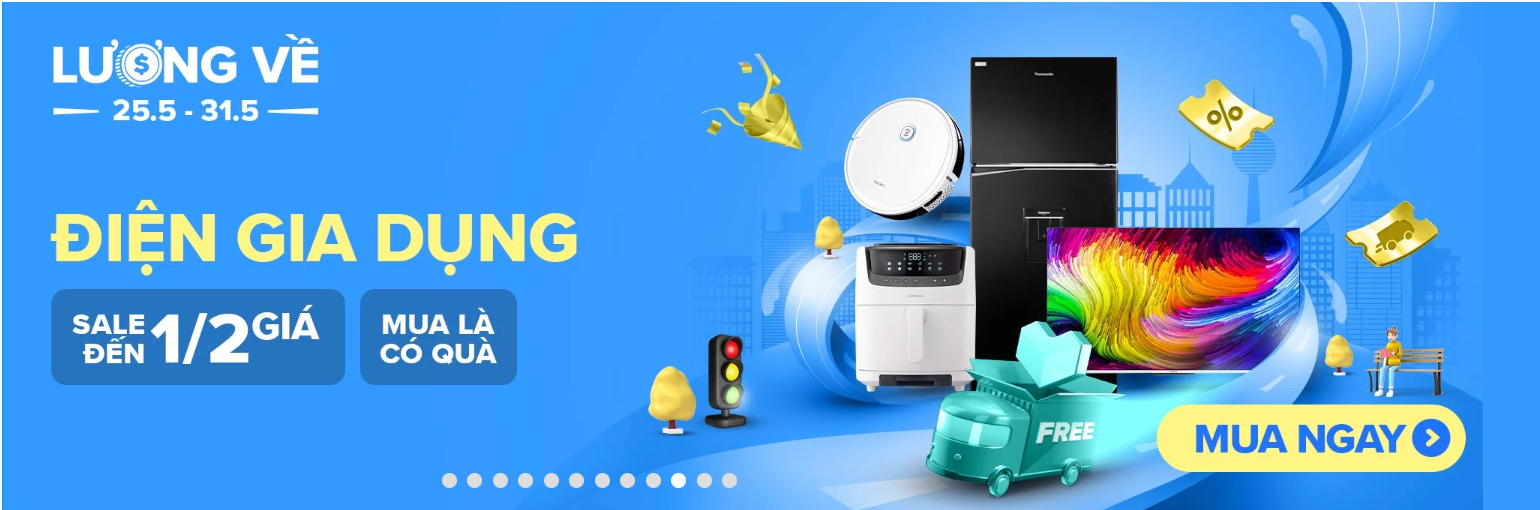 LƯƠNG VỀ
25.5 - 31.5
ĐIỆN GIA DỤNG
SALE ĐẾN 1/2 GIÁ
MUA LÀ
CÓ QUÀ
Panasonic
%
FREE
MUA NGAY